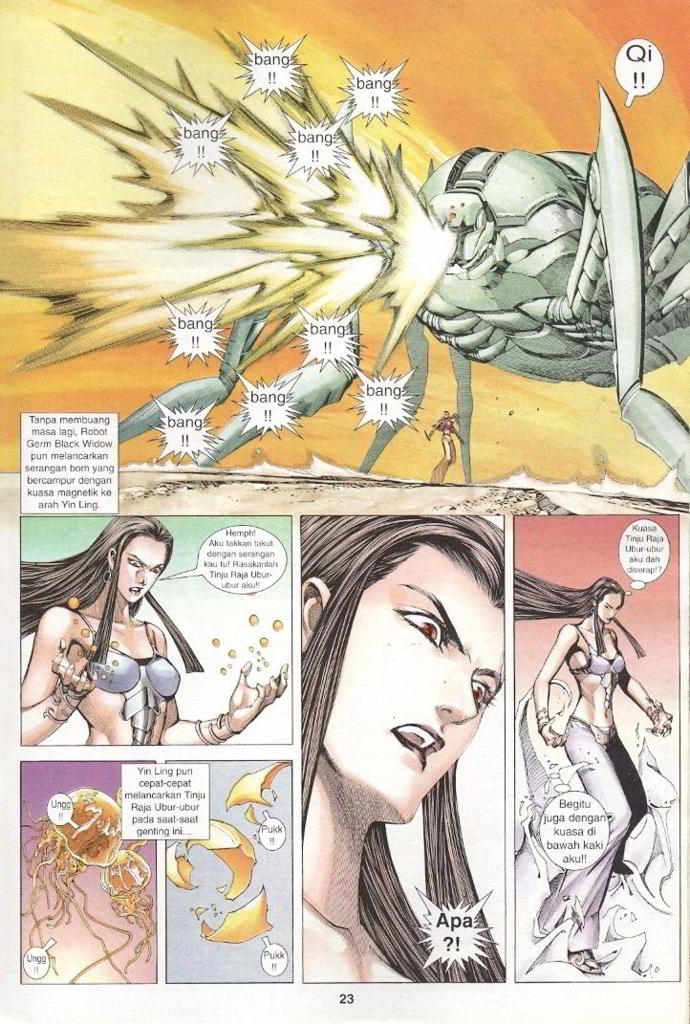 Qi
!!
bang
!!
bang
!!
bang
!!
bang
!!
bang
!!
bang
!!
bang
!!
bang
!!
bang
!!
Tanpa membuang
masa lagi, Robot
Germ Black Widow
pun melancarkan
serangan bom yang
bercampur dengan
kuasa magnetik ke
arah Yin Ling.
Hemph!
Aku takkan takut
dengan serangan
kau tu! Rasakanlah
Tinju Raja Ubur-
ubur aku!!
Yin Ling pun
cepat-cepat
melancarkan Tinju
Raja Ubur-ubur
pada saat-saat
genting ini....
Ungg
!!
Ungg
!!
Pukk
!!
Pukk
!!
Apa
?!
Kuasa
Tinju Raja
Ubur-ubur
aku dah
diserap!?
Begitu
juga dengan
kuasa di
bawah kaki
aku!!
23